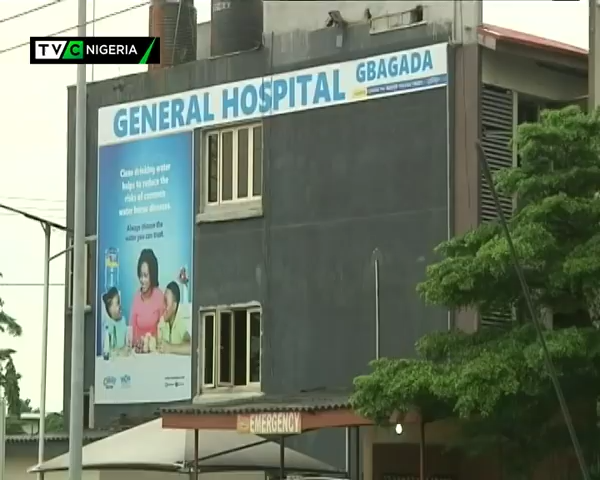 TVC NIGERIA
GENERAL HOSPITAL GBAGADA
Clean drinking water
helps to reduce the
risks of common
water borne diseases.
Always choose the
water you can trust.
EMERGENCY